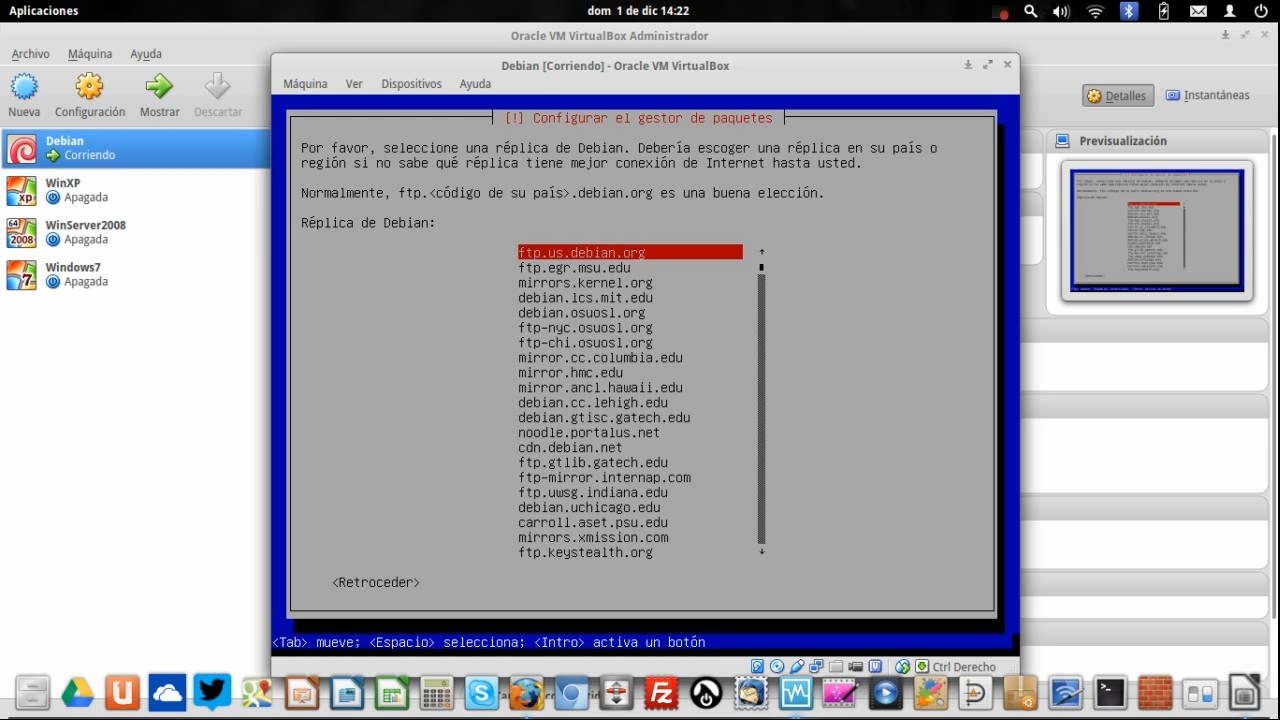 Aplicaciones
dom 1 de dic 14:22
Oracle VM VirtualBox Administrador
Archivo Máquina Ayuda
Nueva Configuración Mostrar Descartar
Detalles Instantáneas
Debian
Corriendo
WinXP
Apagada
WinServer2008
Apagada
Windows7
Apagada
Previsualización
Debian [Corriendo] - Oracle VM VirtualBox
Máquina Ver Dispositivos Ayuda
[!] Configurar el gestor de paquetes
Por favor, seleccione una réplica de Debian. Debería escoger una réplica en su país o
región si no sabe qué réplica tiene mejor conexión de Internet hasta usted.
Normalmente, ftp.<código de su país>.debian.org es una buena elección.
Réplica de Debian:
ftp.us.debian.org
ftp.egr.msu.edu
mirrors.kernel.org
debian.lcs.mit.edu
debian.osuosl.org
ftp-nyc.osuosl.org
ftp-chi.osuosl.org
mirror.cc.columbia.edu
mirror.hmc.edu
mirror.ancl.hawaii.edu
debian.cc.lehigh.edu
debian.gtisc.gatech.edu
noodle.portalus.net
cdn.debian.net
ftp.gtlib.gatech.edu
ftp-mirror.internap.com
ftp.uwsg.indiana.edu
debian.uchicago.edu
carroll.aset.psu.edu
mirrors.xmission.com
ftp.keystealth.org
<Retroceder>
<Tab> mueve; <Espacio> selecciona; <Intro> activa un botón
Ctrl Derecho